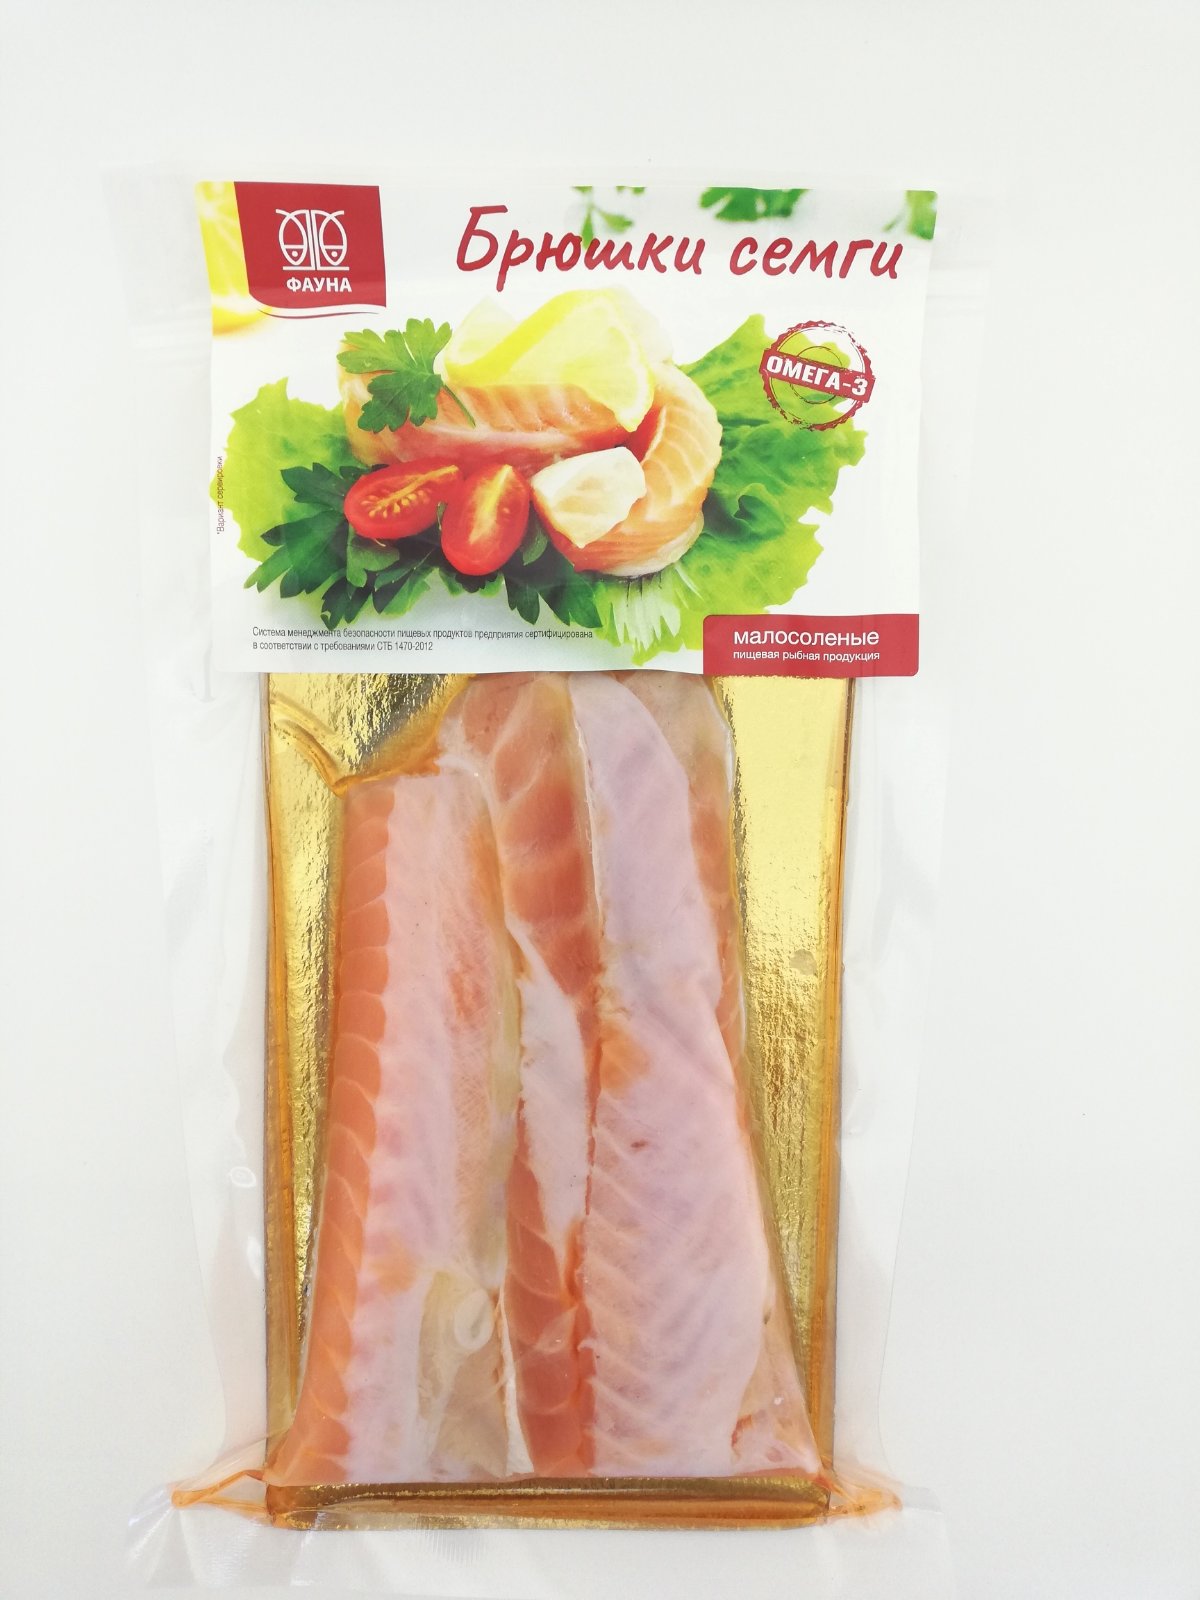 ФАУНА
Брюшки семги
ОМЕГА-3
*Вариант сервировки
Система менеджмента безопасности пищевых продуктов предприятия сертифицирована
в соответствии с требованиями СТБ 1470-2012
малосоленые
пищевая рыбная продукция